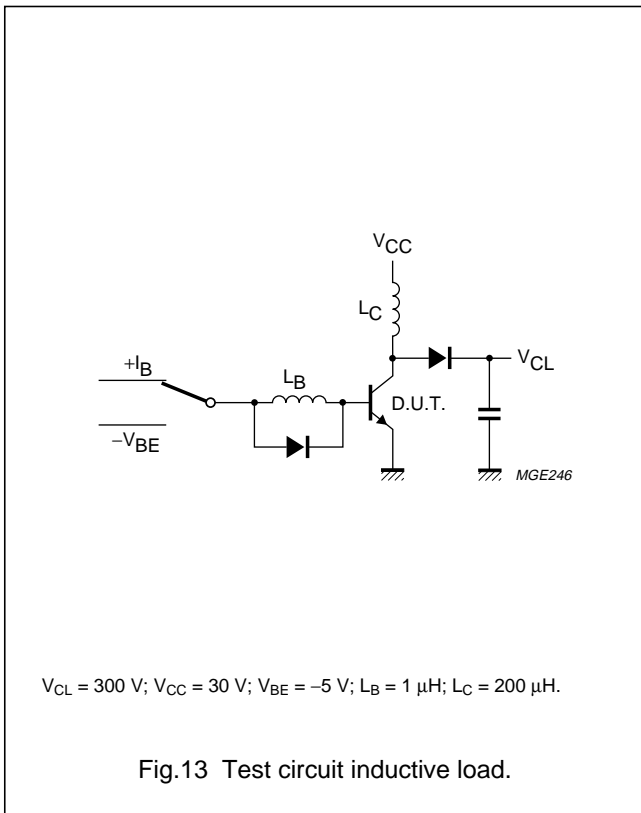 VCC
LC
+IB
LB
VCL
D.U.T.
−VBE
MGE246
VCL = 300 V; VCC = 30 V; VBE = −5 V; LB = 1 μH; LC = 200 μH.
Fig.13 Test circuit inductive load.